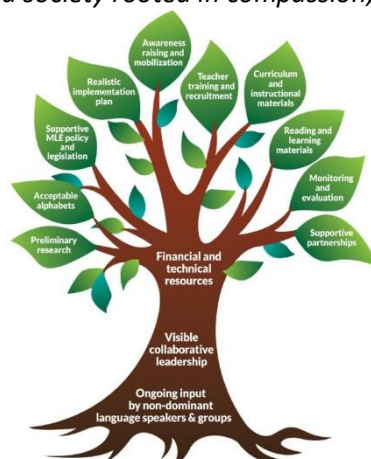 a society rooted in compassion,
Awareness
raising and
mobilization
Realistic
implementation
plan
Teacher
training and
recruitment
Curriculum
and
instructional
materials
Supportive
MLE policy
and
legislation
Reading and
learning
materials
Acceptable
alphabets
Monitoring
and
evaluation
Preliminary
research
Supportive
partnerships
Financial and
technical
resources
Visible
collaborative
leadership
Ongoing input
by non-dominant
language speakers & groups